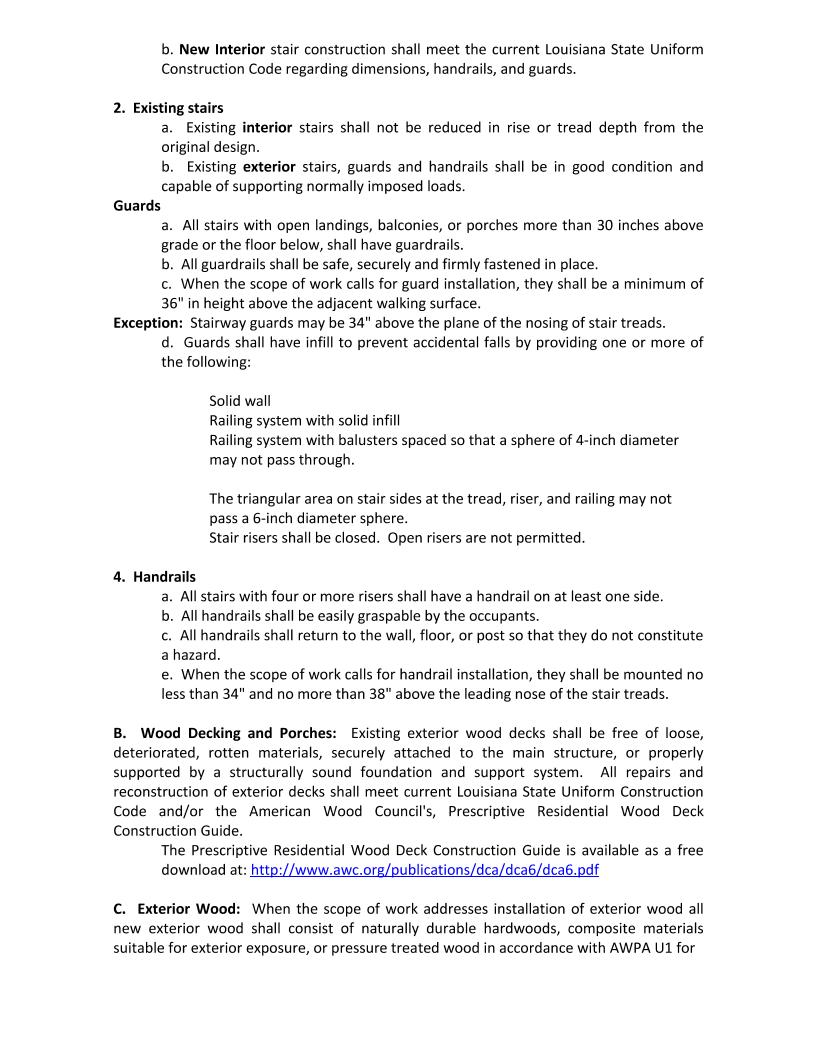 b. New Interior stair construction shall meet the current Louisiana State Uniform
Construction Code regarding dimensions, handrails, and guards.
2. Existing stairs
a. Existing interior stairs shall not be reduced in rise or tread depth from the
original design.
b. Existing exterior stairs, guards and handrails shall be in good condition and
capable of supporting normally imposed loads.
Guards
a. All stairs with open landings, balconies, or porches more than 30 inches above
grade or the floor below, shall have guardrails.
b. All guardrails shall be safe, securely and firmly fastened in place.
c. When the scope of work calls for guard installation, they shall be a minimum of
36" in height above the adjacent walking surface.
Exception: Stairway guards may be 34" above the plane of the nosing of stair treads.
d. Guards shall have infill to prevent accidental falls by providing one or more of
the following:
Solid wall
Railing system with solid infill
Railing system with balusters spaced so that a sphere of 4-inch diameter
may not pass through.
The triangular area on stair sides at the tread, riser, and railing may not
pass a 6-inch diameter sphere.
Stair risers shall be closed. Open risers are not permitted.
4. Handrails
a. All stairs with four or more risers shall have a handrail on at least one side.
b. All handrails shall be easily graspable by the occupants.
c. All handrails shall return to the wall, floor, or post so that they do not constitute
a hazard.
e. When the scope of work calls for handrail installation, they shall be mounted no
less than 34" and no more than 38" above the leading nose of the stair treads.
B. Wood Decking and Porches: Existing exterior wood decks shall be free of loose,
deteriorated, rotten materials, securely attached to the main structure, or properly
supported by a structurally sound foundation and support system. All repairs and
reconstruction of exterior decks shall meet current Louisiana State Uniform Construction
Code and/or the American Wood Council's, Prescriptive Residential Wood Deck
Construction Guide.
The Prescriptive Residential Wood Deck Construction Guide is available as a free
download at: http://www.awc.org/publications/dca/dca6/dca6.pdf
C. Exterior Wood: When the scope of work addresses installation of exterior wood all
new exterior wood shall consist of naturally durable hardwoods, composite materials
suitable for exterior exposure, or pressure treated wood in accordance with AWPA U1 for